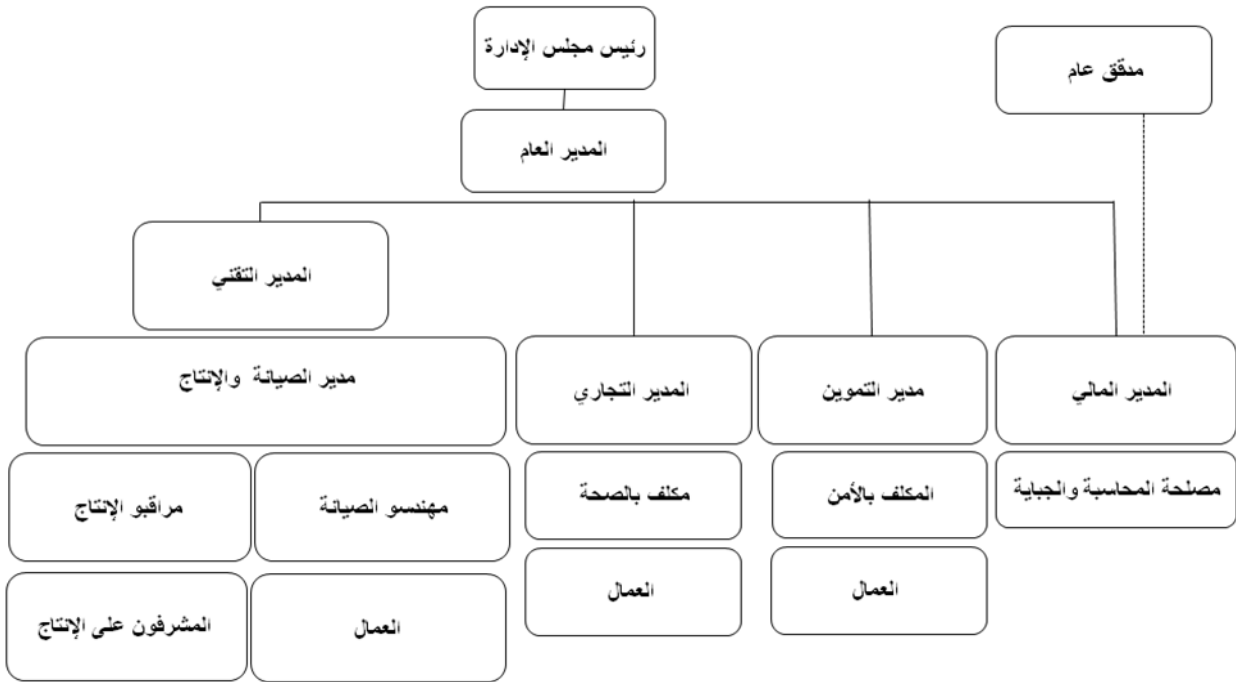 رئيس مجلس الإدارة
مدقق عام
المدير العام
المدير التقني
مدير الصيانة والإنتاج
المدير التجاري
مدير التموين
المدير المالي
مراقبو الإنتاج
مهندسو الصيانة
مكلف بالصحة
المكلف بالأمن
مصلحة المحاسبة والجباية
المشرفون على الإنتاج
العمال
العمال
العمال